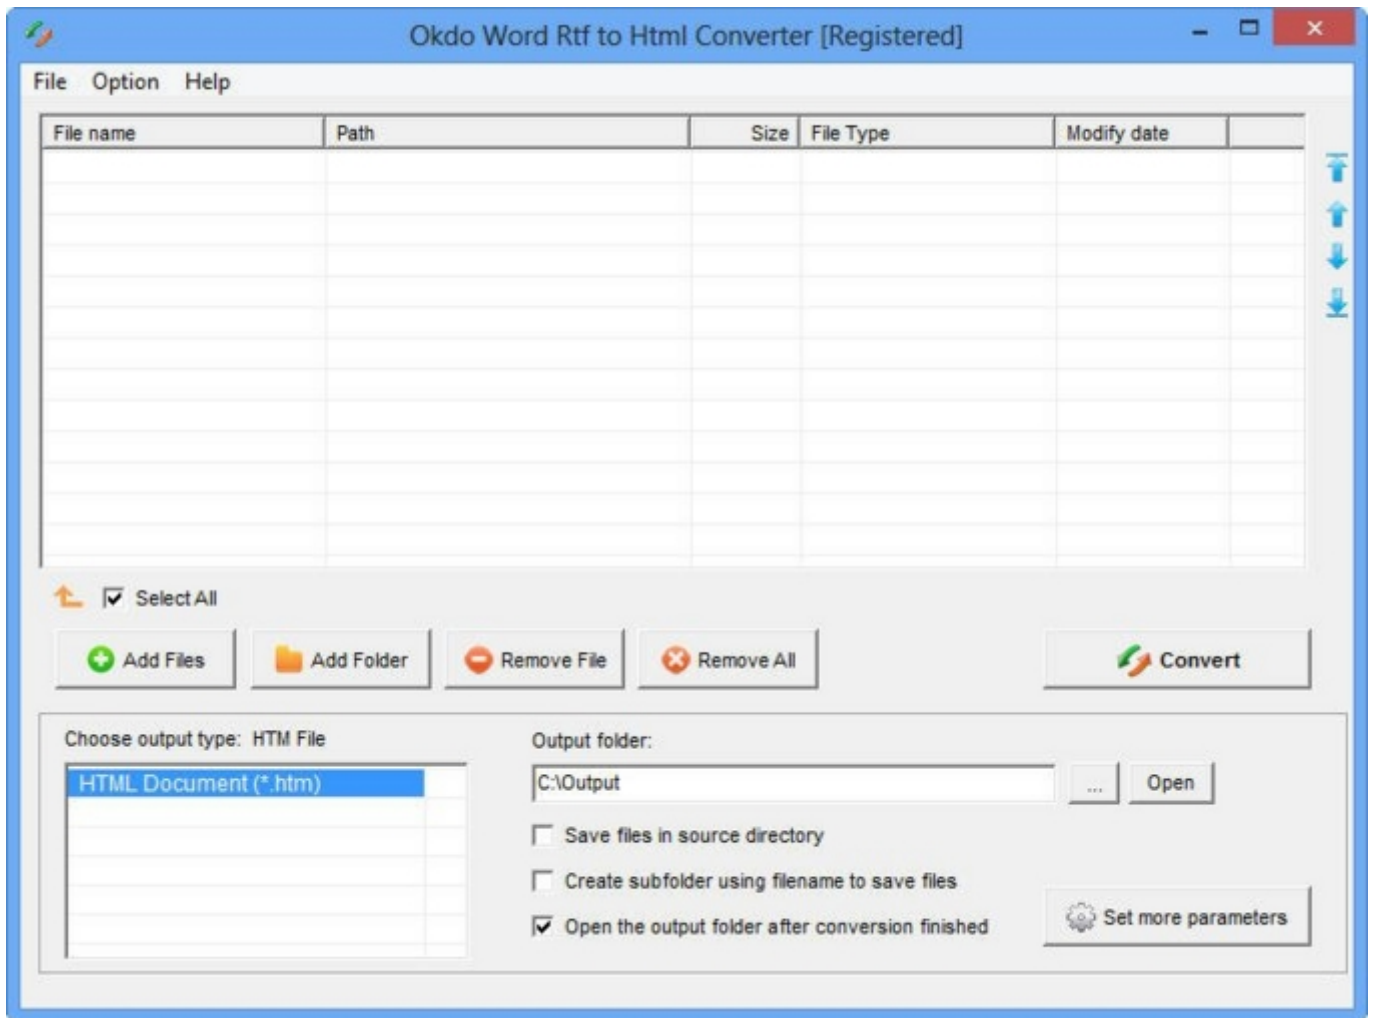 Okdo Word Rtf to Html Converter [Registered]
File Option Help
File name Path Size File Type Modify date
Select All
Add Files Add Folder Remove File Remove All Convert
Choose output type: HTM File
HTML Document (*.htm)
Output folder:
C:\Output ... Open
Save files in source directory
Create subfolder using filename to save files
Open the output folder after conversion finished
Set more parameters